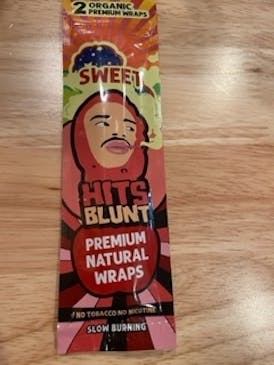 2 ORGANIC
PREMIUM WRAPS
SWEET
HITS
BLUNT
PREMIUM
NATURAL
WRAPS
NO TOBACCO NO NICOTINE
SLOW BURNING